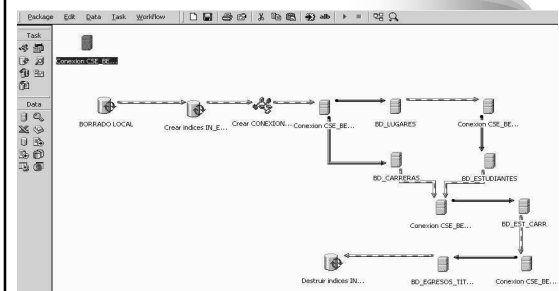 Package Edit Data Task Workflow
Task
Conexion CSE_BE...
Data
BORRADO LOCAL
Crear indices IN_E...
Crear CONEXION...
Conexion CSE_BE...
BD_LUGARES
Conexion CSE_BE...
BD_CARRERAS
BD_ESTUDIANTES
Conexion CSE_BE...
BD_EST_CARR
Destruir indices IN...
BD_EGRESOS_TIT...
Conexion CSE_BE...